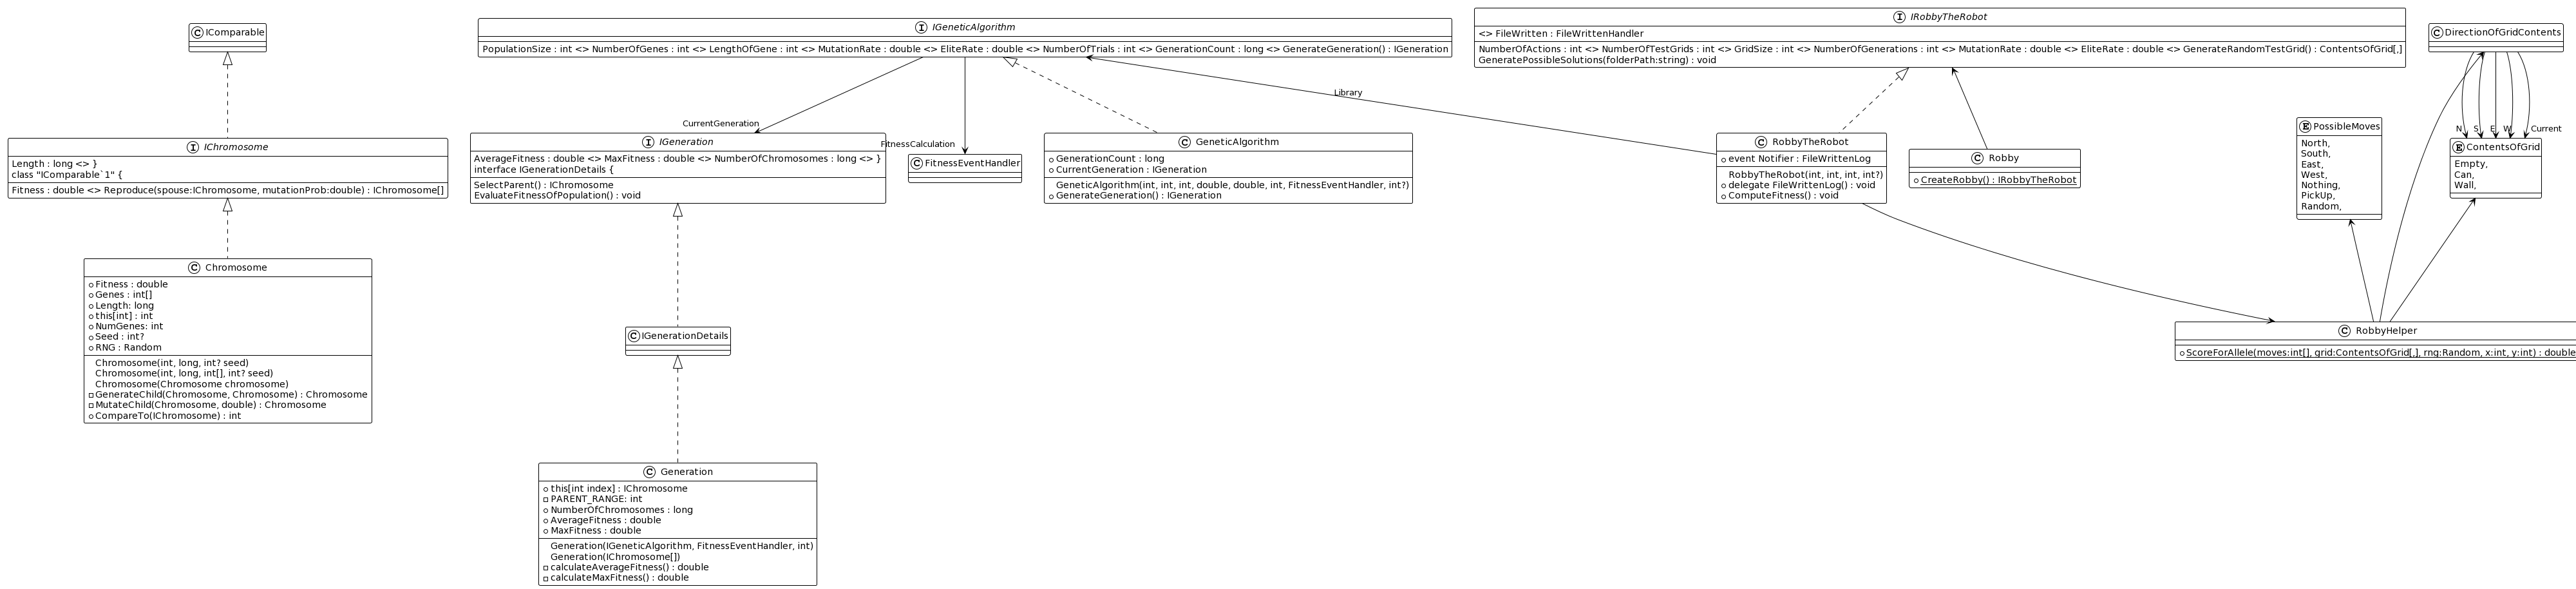 IComparable
IChromosome
Length : long <> }
class "IComparable`1" {
Fitness : double <> Reproduce(spouse:IChromosome, mutationProb:double) : IChromosome[]
Chromosome
Fitness : double
Genes : int[]
Length: long
this[int] : int
NumGenes: int
Seed : int?
RNG : Random
Chromosome(int, long, int? seed)
Chromosome(int, long, int[], int? seed)
Chromosome(Chromosome chromosome)
GenerateChild(Chromosome, Chromosome) : Chromosome
MutateChild(Chromosome, double) : Chromosome
CompareTo(IChromosome) : int
IGeneticAlgorithm
PopulationSize : int <> NumberOfGenes : int <> LengthOfGene : int <> MutationRate : double <> EliteRate : double <> NumberOfTrials : int <> GenerationCount : long <> GenerateGeneration() : IGeneration
CurrentGeneration
FitnessCalculation
IGeneration
AverageFitness : double <> MaxFitness : double <> NumberOfChromosomes : long <> }
interface IGenerationDetails {
SelectParent() : IChromosome
EvaluateFitnessOfPopulation() : void
FitnessEventHandler
GeneticAlgorithm
GenerationCount : long
CurrentGeneration : IGeneration
GeneticAlgorithm(int, int, int, double, double, int, FitnessEventHandler, int?)
GenerateGeneration() : IGeneration
IGenerationDetails
Generation
this[int index] : IChromosome
PARENT_RANGE: int
NumberOfChromosomes : long
AverageFitness : double
MaxFitness : double
Generation(IGeneticAlgorithm, FitnessEventHandler, int)
Generation(IChromosome[])
calculateAverageFitness() : double
calculateMaxFitness() : double
Library
IRobbyTheRobot
<> FileWritten : FileWrittenHandler
NumberOfActions : int <> NumberOfTestGrids : int <> GridSize : int <> NumberOfGenerations : int <> MutationRate : double <> EliteRate : double <> GenerateRandomTestGrid() : ContentsOfGrid[,]
GeneratePossibleSolutions(folderPath:string) : void
RobbyTheRobot
event Notifier : FileWrittenLog
RobbyTheRobot(int, int, int, int?)
delegate FileWrittenLog() : void
ComputeFitness() : void
Robby
CreateRobby() : IRobbyTheRobot
DirectionOfGridContents
N S E W Current
PossibleMoves
North,
South,
East,
West,
Nothing,
PickUp,
Random,
ContentsOfGrid
Empty,
Can,
Wall,
RobbyHelper
ScoreForAllele(moves:int[], grid:ContentsOfGrid[,], rng:Random, x:int, y:int) : double